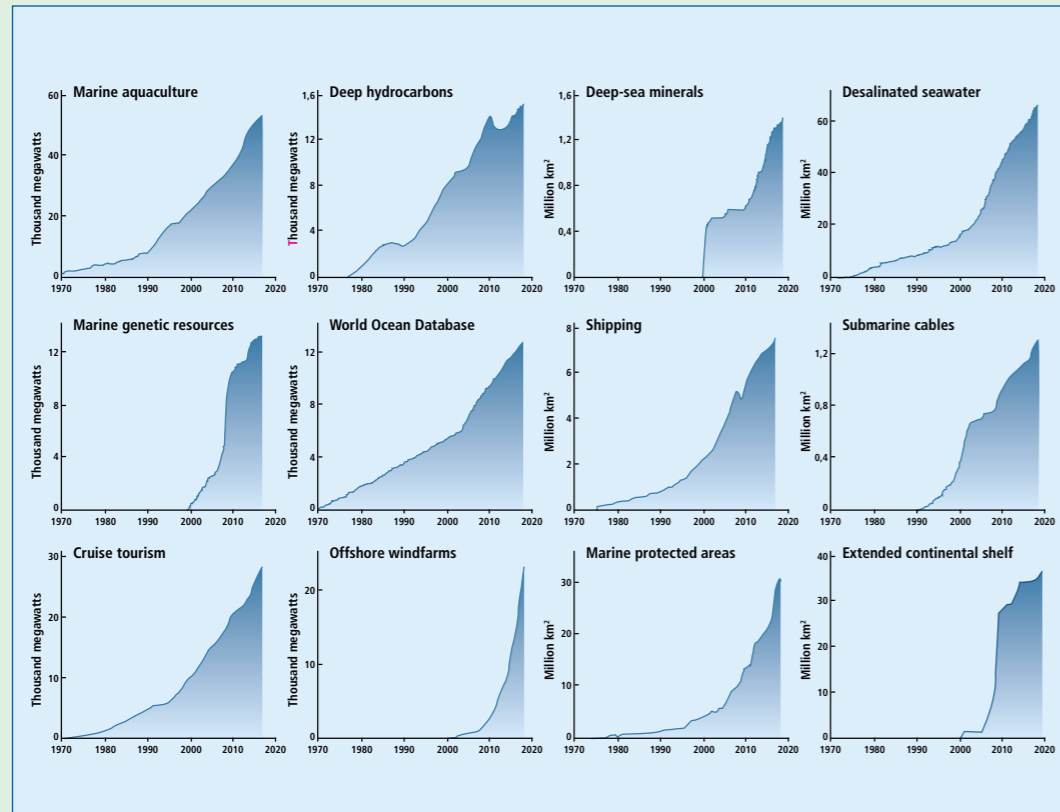 Marine aquaculture
Thousand megawatts
60
40
20
0
1970 1980 1990 2000 2010 2020
Deep hydrocarbons
Thousand megawatts
1,6
12
8
4
0
1970 1980 1990 2000 2010 2020
Deep-sea minerals
Million km²
1,6
1,2
0,8
0,4
0
1970 1980 1990 2000 2010 2020
Desalinated seawater
Million km²
60
40
20
0
1970 1980 1990 2000 2010 2020
Marine genetic resources
Thousand megawatts
12
8
4
0
1970 1980 1990 2000 2010 2020
World Ocean Database
Thousand megawatts
12
8
4
0
1970 1980 1990 2000 2010 2020
Shipping
Million km²
8
6
4
2
0
1970 1980 1990 2000 2010 2020
Submarine cables
Million km²
1,2
0,8
0,4
0
1970 1980 1990 2000 2010 2020
Cruise tourism
Thousand megawatts
30
20
10
0
1970 1980 1990 2000 2010 2020
Offshore windfarms
Thousand megawatts
20
10
0
1970 1980 1990 2000 2010 2020
Marine protected areas
Million km²
30
20
10
0
1970 1980 1990 2000 2010 2020
Extended continental shelf
Million km²
40
30
20
10
0
1970 1980 1990 2000 2010 2020